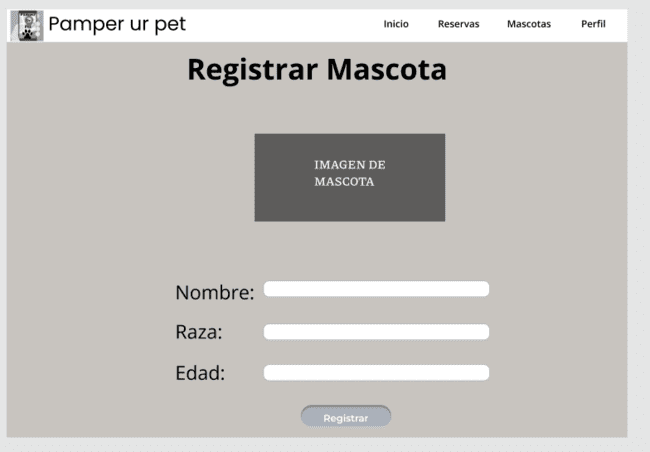 Pamper ur pet
Inicio Reservas Mascotas Perfil
Registrar Mascota
IMAGEN DE
MASCOTA
Nombre:
Raza:
Edad:
Registrar